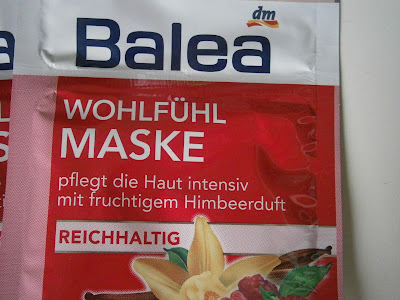 dm
Balea
WOHLFÜHL
MASKE
pflegt die Haut intensiv
mit fruchtigem Himbeerduft
REICHHALTIG